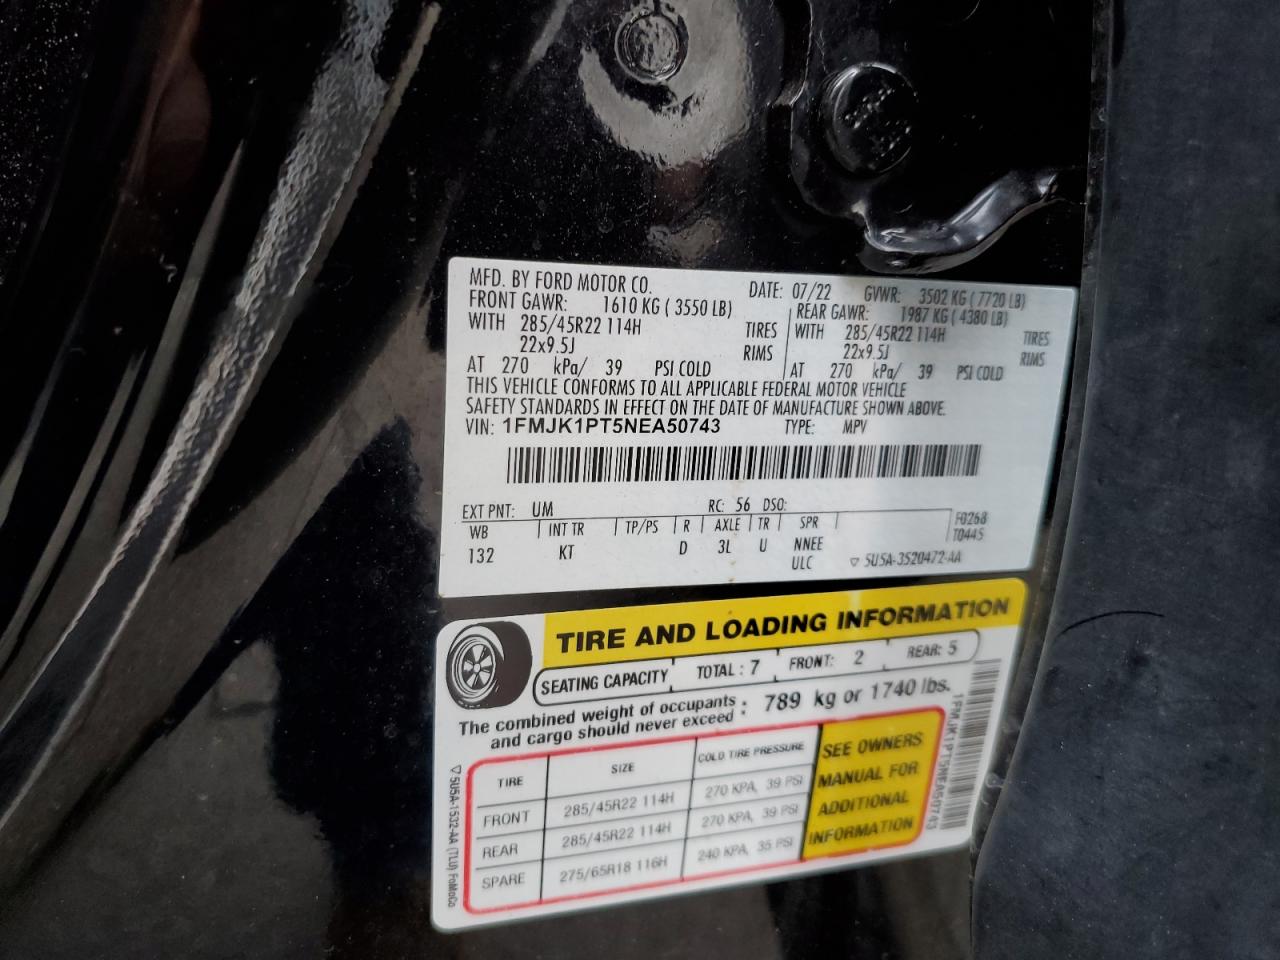 MFD. BY FORD MOTOR CO.
DATE: 07/22 GVWR: 3502 KG ( 7720 LB)
FRONT GAWR: 1610 KG ( 3550 LB)
REAR GAWR: 1987 KG ( 4380 LB)
WITH 285/45R22 114H TIRES
WITH 285/45R22 114H TIRES
22x9.5J RIMS
22x9.5J RIMS
AT 270 kPa/ 39 PSI COLD
AT 270 kPa/ 39 PSI COLD
THIS VEHICLE CONFORMS TO ALL APPLICABLE FEDERAL MOTOR VEHICLE
SAFETY STANDARDS IN EFFECT ON THE DATE OF MANUFACTURE SHOWN ABOVE.
VIN: 1FMJK1PT5NEA50743 TYPE: MPV
EXT PNT: UM RC: 56 DSO:
WB INT TR TP/PS R AXLE TR SPR
132 KT D 3L U NNEE
ULC
F0268
T0445
5U5A-3520472-AA
TIRE AND LOADING INFORMATION
SEATING CAPACITY TOTAL : 7 FRONT: 2 REAR: 5
The combined weight of occupants and cargo should never exceed : 789 kg or 1740 lbs.
TIRE SIZE COLD TIRE PRESSURE
FRONT 285/45R22 114H 270 KPA, 39 PSI
REAR 285/45R22 114H 270 KPA, 39 PSI
SPARE 275/65R18 116H 240 KPA, 35 PSI
SEE OWNERS
MANUAL FOR
ADDITIONAL
INFORMATION
1FMJK1PT5NEA50743
5U5A-1532-AA (TLU) FoMoCo